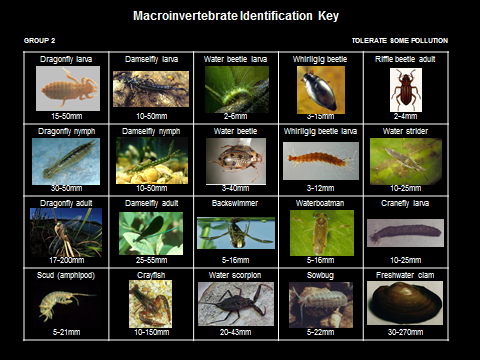 Macroinvertebrate Identification Key
GROUP 2 TOLERATE SOME POLLUTION
Dragonfly larva Damselfly larva Water beetle larva Whirligig beetle Riffle beetle adult
15-50mm 10-50mm 2-6mm 3-15mm 2-4mm
Dragonfly nymph Damselfly nymph Water beetle Whirligig beetle larva Water strider
30-50mm 10-50mm 3-40mm 3-12mm 10-25mm
Dragonfly adult Damselfly adult Backswimmer Waterboatman Cranefly larva
17-200mm 25-55mm 5-16mm 5-16mm 10-25mm
Scud (amphipod) Crayfish Water scorpion Sowbug Freshwater clam
5-21mm 10-150mm 20-43mm 5-22mm 30-270mm